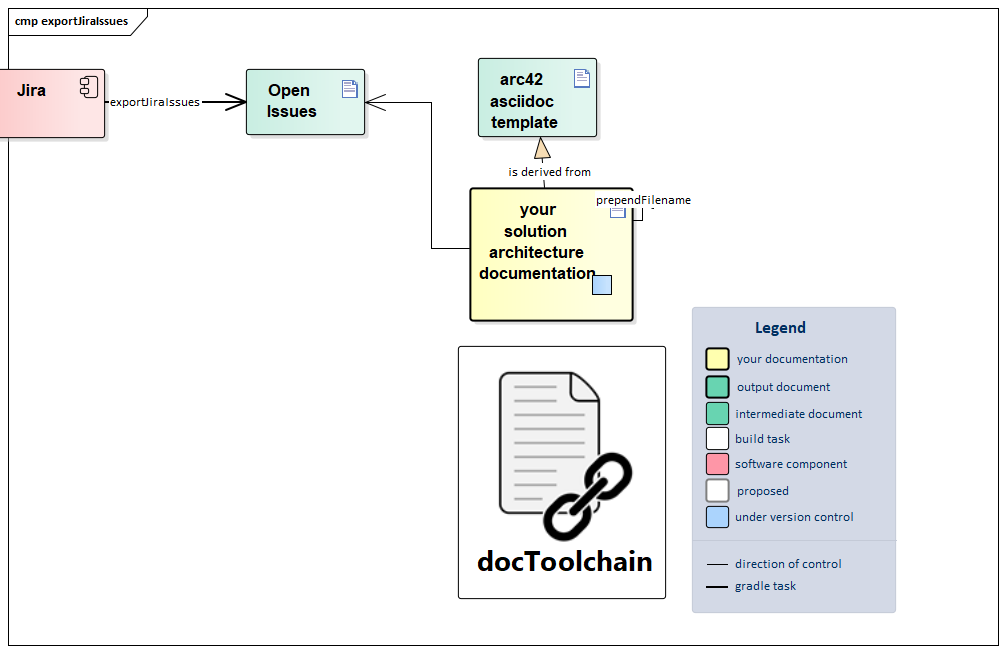 cmp exportJiraIssues
Jira
exportJiraIssues
Open
Issues
arc42
asciidoc
template
is derived from
prependFilename
your
solution
architecture
documentation
Legend
your documentation
output document
intermediate document
build task
software component
proposed
under version control
direction of control
gradle task
docToolchain